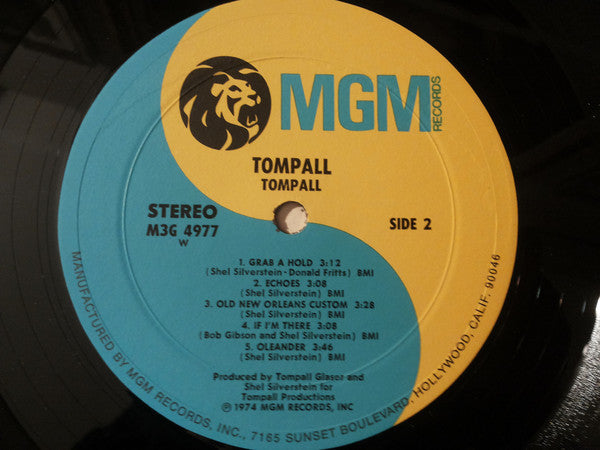 MGM
RECORDS
TOMPALL
TOMPALL
STEREO
M3G 4977
W
SIDE 2
1. GRAB A HOLD 3:12
(Shel Silverstein - Donald Fritts) BMI
2. ECHOES 3:08
(Shel Silverstein) BMI
3. OLD NEW ORLEANS CUSTOM 3:28
(Shel Silverstein) BMI
4. IF I'M THERE 3:08
(Bob Gibson and Shel Silverstein) BMI
5. OLEANDER 3:46
(Shel Silverstein) BMI
Produced by Tompall Glaser and
Shel Silverstein for
Tompall Productions
Ⓟ 1974 MGM RECORDS, INC
MANUFACTURED BY MGM RECORDS, INC., 7165 SUNSET BOULEVARD, HOLLYWOOD, CALIF. 90046